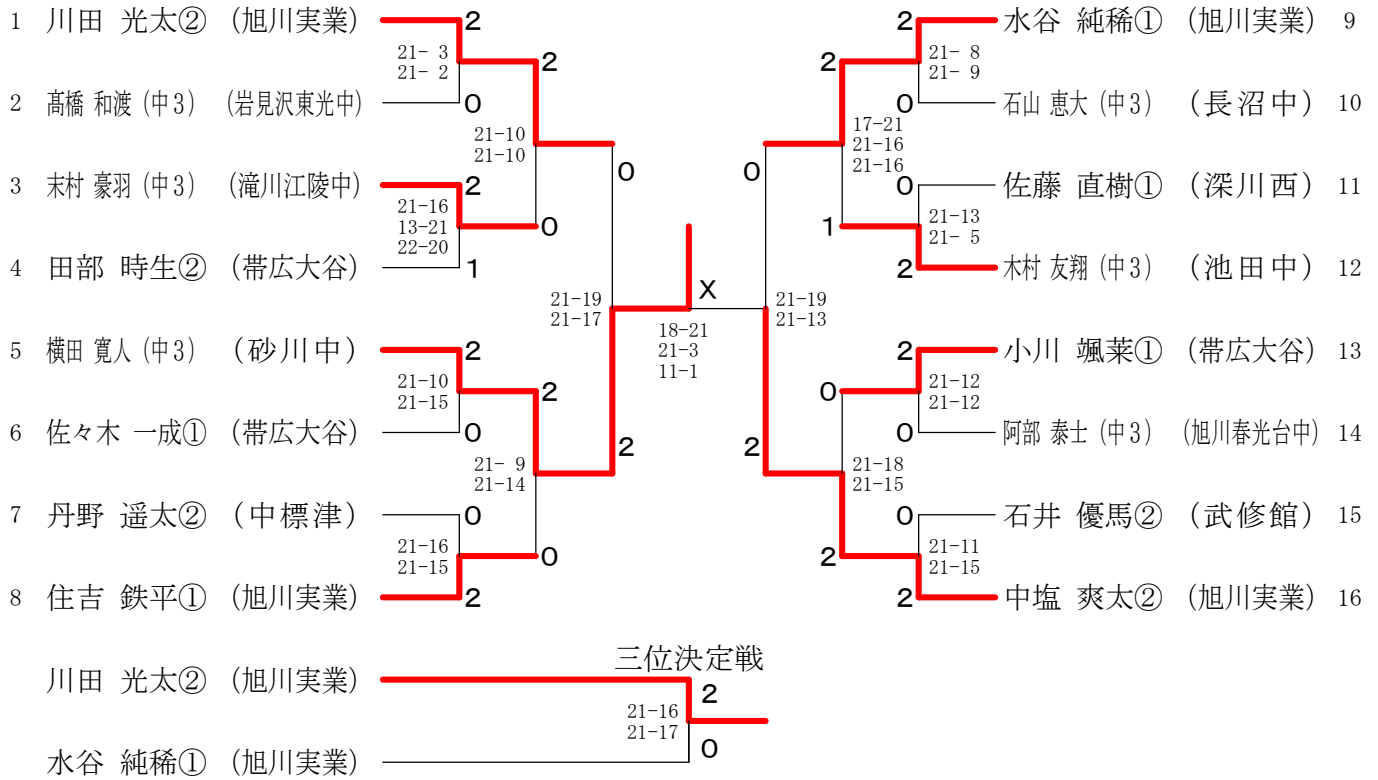 1 川田 光太② (旭川実業) 2
21- 3
21- 2
2
2 髙橋 和渡 (中3) (岩見沢東光中) 0
21-10
21-10
0
3 末村 豪羽 (中3) (滝川江陵中) 2
21-16
13-21
22-20
0
4 田部 時生② (帯広大谷) 1
21-19
21-17
X
18-21
21-3
11-1
5 横田 寛人 (中3) (砂川中) 2
21-10
21-15
2
6 佐々木 一成① (帯広大谷) 0
21- 9
21-14
2
7 丹野 遥太② (中標津) 0
21-16
21-15
0
8 住吉 鉄平① (旭川実業) 2
2 水谷 純稀① (旭川実業) 9
2
21- 8
21- 9
0 石山 恵大 (中3) (長沼中) 10
17-21
21-16
21-16
0
0 佐藤 直樹① (深川西) 11
1
21-13
21- 5
2 木村 友翔 (中3) (池田中) 12
21-19
21-13
2 小川 颯菜① (帯広大谷) 13
0
21-12
21-12
0 阿部 泰士 (中3) (旭川春光台中) 14
2
21-18
21-15
0 石井 優馬② (武修館) 15
2
21-11
21-15
2 中塩 爽太② (旭川実業) 16
三位決定戦
川田 光太② (旭川実業)
2
21-16
21-17
0
水谷 純稀① (旭川実業)